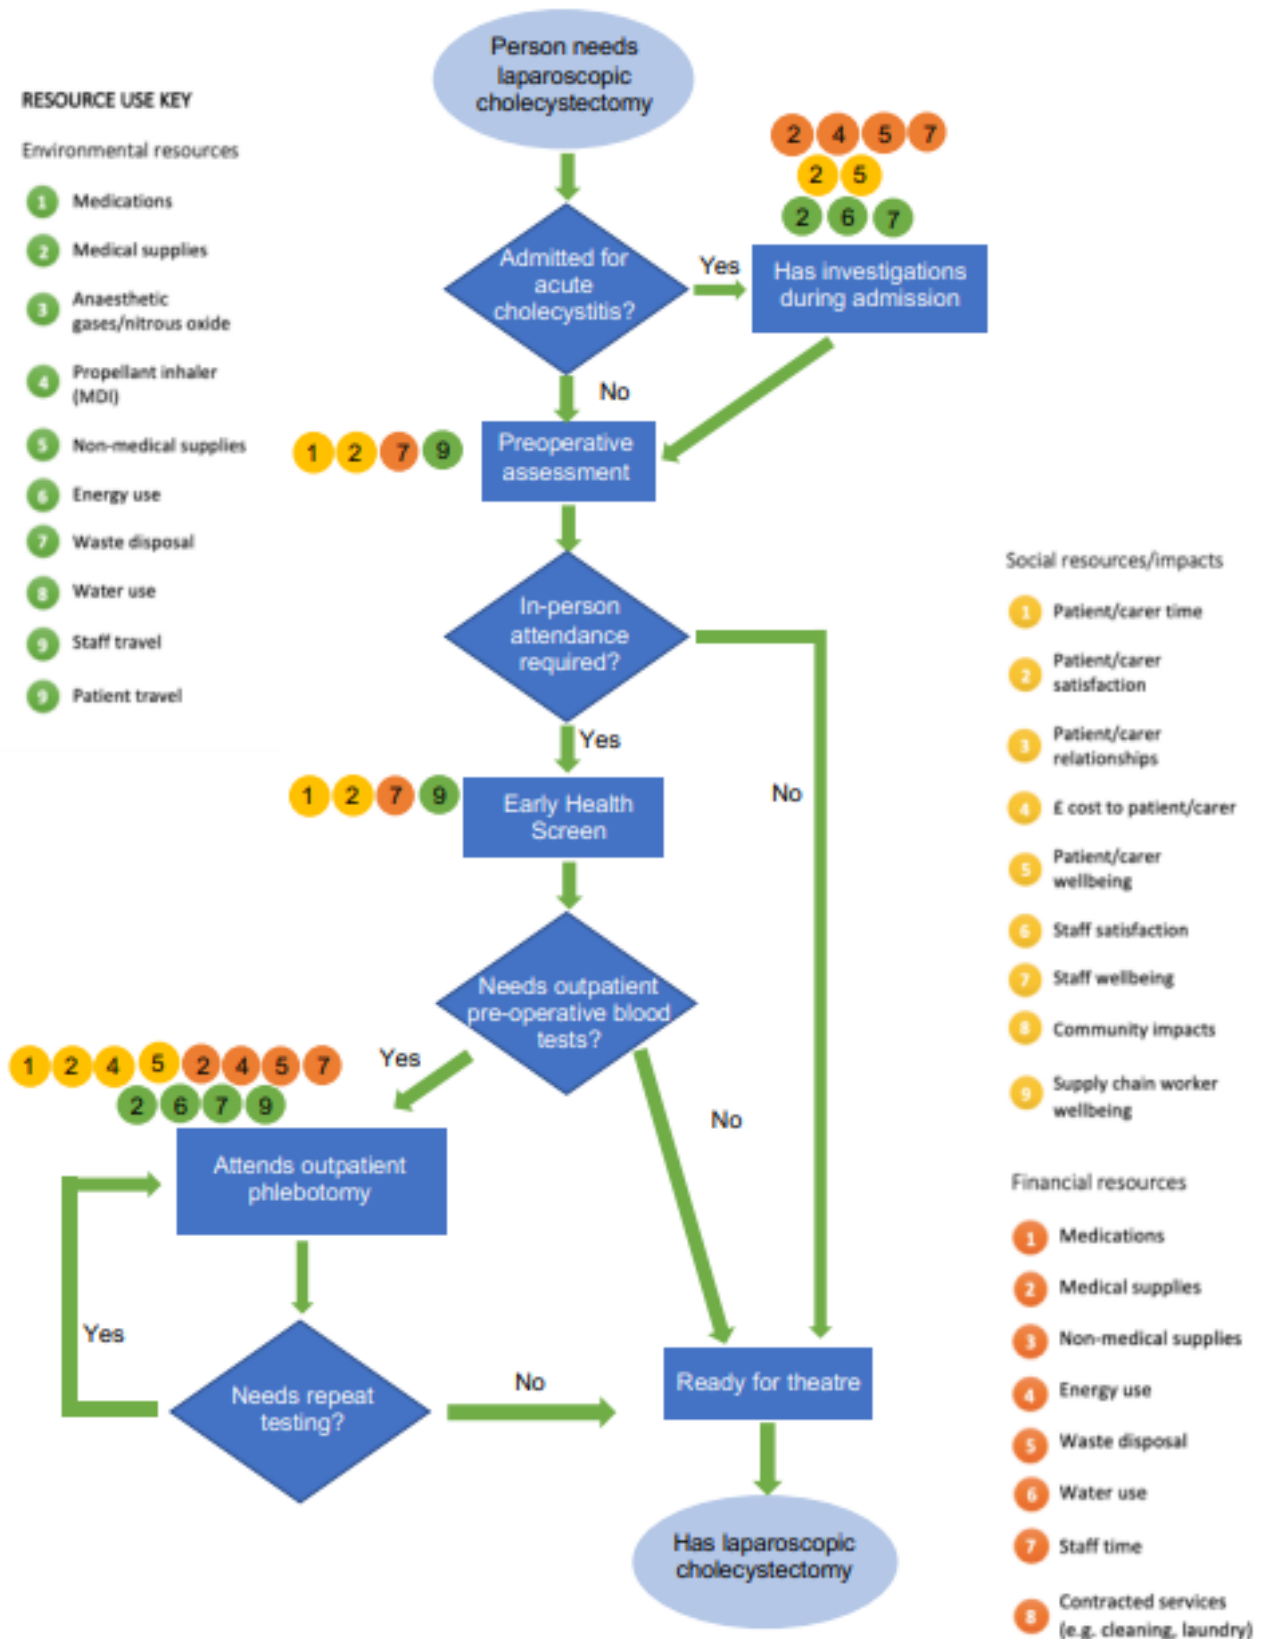 Person needs
laparoscopic
cholecystectomy
RESOURCE USE KEY
Environmental resources
1 Medications
2 Medical supplies
3 Anaesthetic
gases/nitrous oxide
4 Propellant inhaler
(MDI)
5 Non-medical supplies
6 Energy use
7 Waste disposal
8 Water use
9 Staff travel
9 Patient travel
2 4 5 7
2 5
2 6 7
Admitted for
acute
cholecystitis?
Yes
Has investigations
during admission
No
1 2 7 9
Preoperative
assessment
In-person
attendance
required?
Yes
No
1 2 7 9
Early Health
Screen
Needs outpatient
pre-operative blood
tests?
Yes
No
1 2 4 5 2 4 5 7
2 6 7 9
Attends outpatient
phlebotomy
Yes
Needs repeat
testing?
No
Ready for theatre
Has laparoscopic
cholecystectomy
Social resources/impacts
1 Patient/carer time
2 Patient/carer
satisfaction
3 Patient/carer
relationships
4 £ cost to patient/carer
5 Patient/carer
wellbeing
6 Staff satisfaction
7 Staff wellbeing
8 Community impacts
9 Supply chain worker
wellbeing
Financial resources
1 Medications
2 Medical supplies
3 Non-medical supplies
4 Energy use
5 Waste disposal
6 Water use
7 Staff time
8 Contracted services
(e.g. cleaning, laundry)